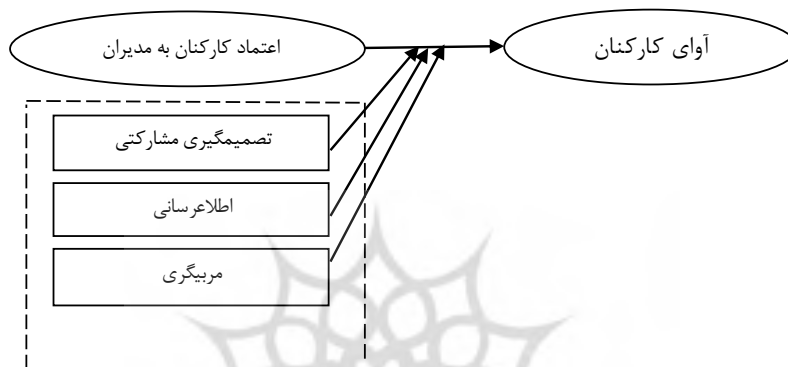 آوای کارکنان
اعتماد کارکنان به مدیران
تصمیمگیری مشارکتی
اطلاعرسانی
مربیگری